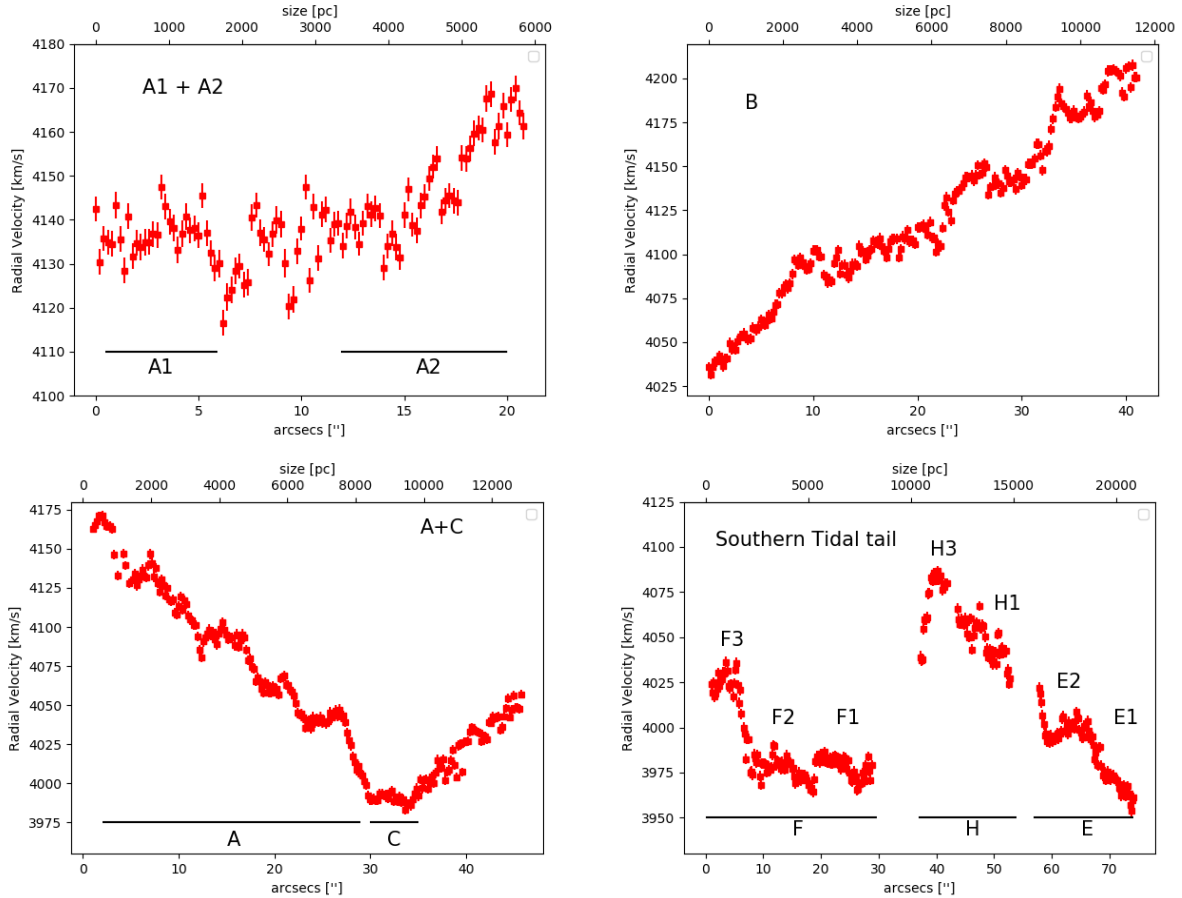 size [pc]
0 1000 2000 3000 4000 5000 6000
4180
4170
4160
4150
4140
4130
4120
4110
4100
Radial Velocity [km/s]
A1 + A2
A1
A2
0 5 10 15 20
arcsecs ['']
size [pc]
0 2000 4000 6000 8000 10000 12000
4200
4175
4150
4125
4100
4075
4050
4025
Radial Velocity [km/s]
B
0 10 20 30 40
arcsecs ['']
size [pc]
0 2000 4000 6000 8000 10000 12000
4175
4150
4125
4100
4075
4050
4025
4000
3975
Radial Velocity [km/s]
A+C
A
C
0 10 20 30 40
arcsecs ['']
size [pc]
0 5000 10000 15000 20000
4125
4100
4075
4050
4025
4000
3975
3950
Radial Velocity [km/s]
Southern Tidal tail
H3
H1
F3
E2
F2 F1 E1
F
H
E
0 10 20 30 40 50 60 70
arcsecs ['']